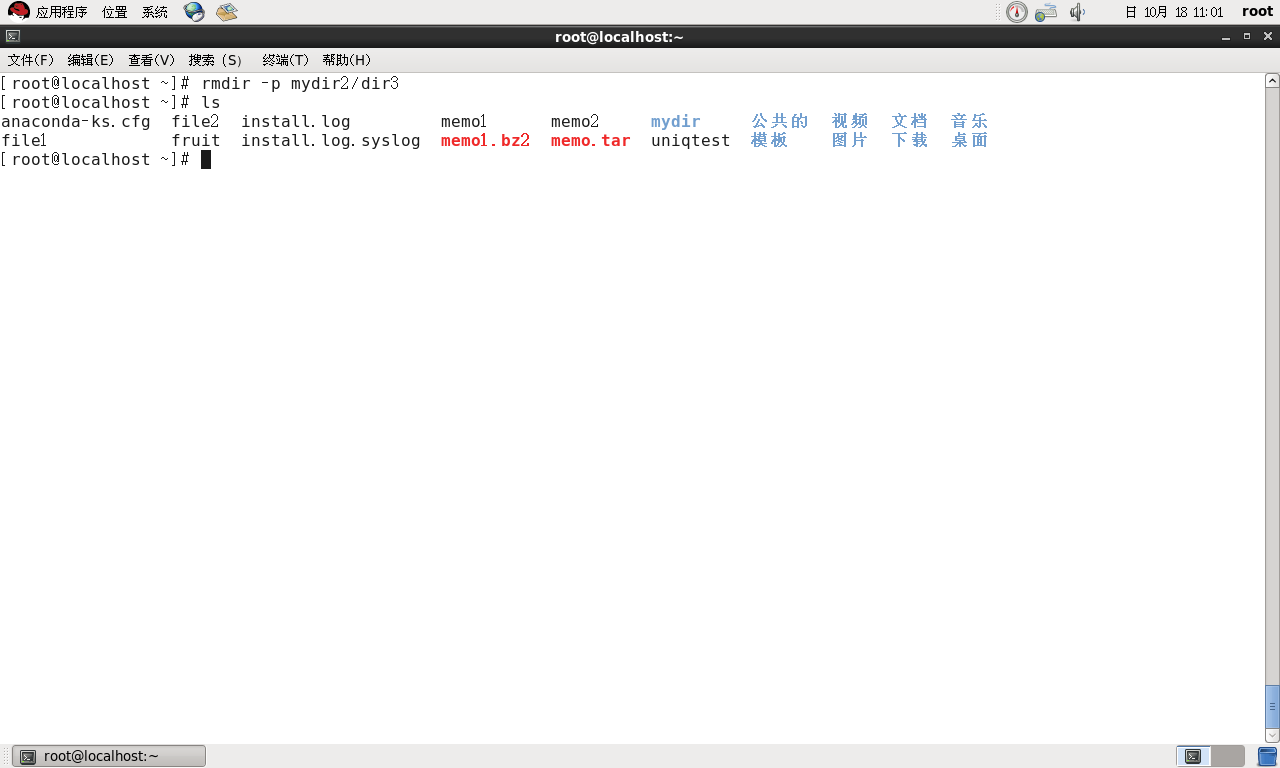 应用程序 位置 系统 日 10月 18 11:01 root
root@localhost:~
文件(F) 编辑(E) 查看(V) 搜索 (S) 终端(T) 帮助(H)
[root@localhost ~]# rmdir -p mydir2/dir3
[root@localhost ~]# ls
anaconda-ks.cfg file2 install.log memo1 memo2 mydir 公共的 视频 文档 音乐
file1 fruit install.log.syslog memo1.bz2 memo.tar uniqtest 模板 图片 下载 桌面
[root@localhost ~]#
root@localhost:~